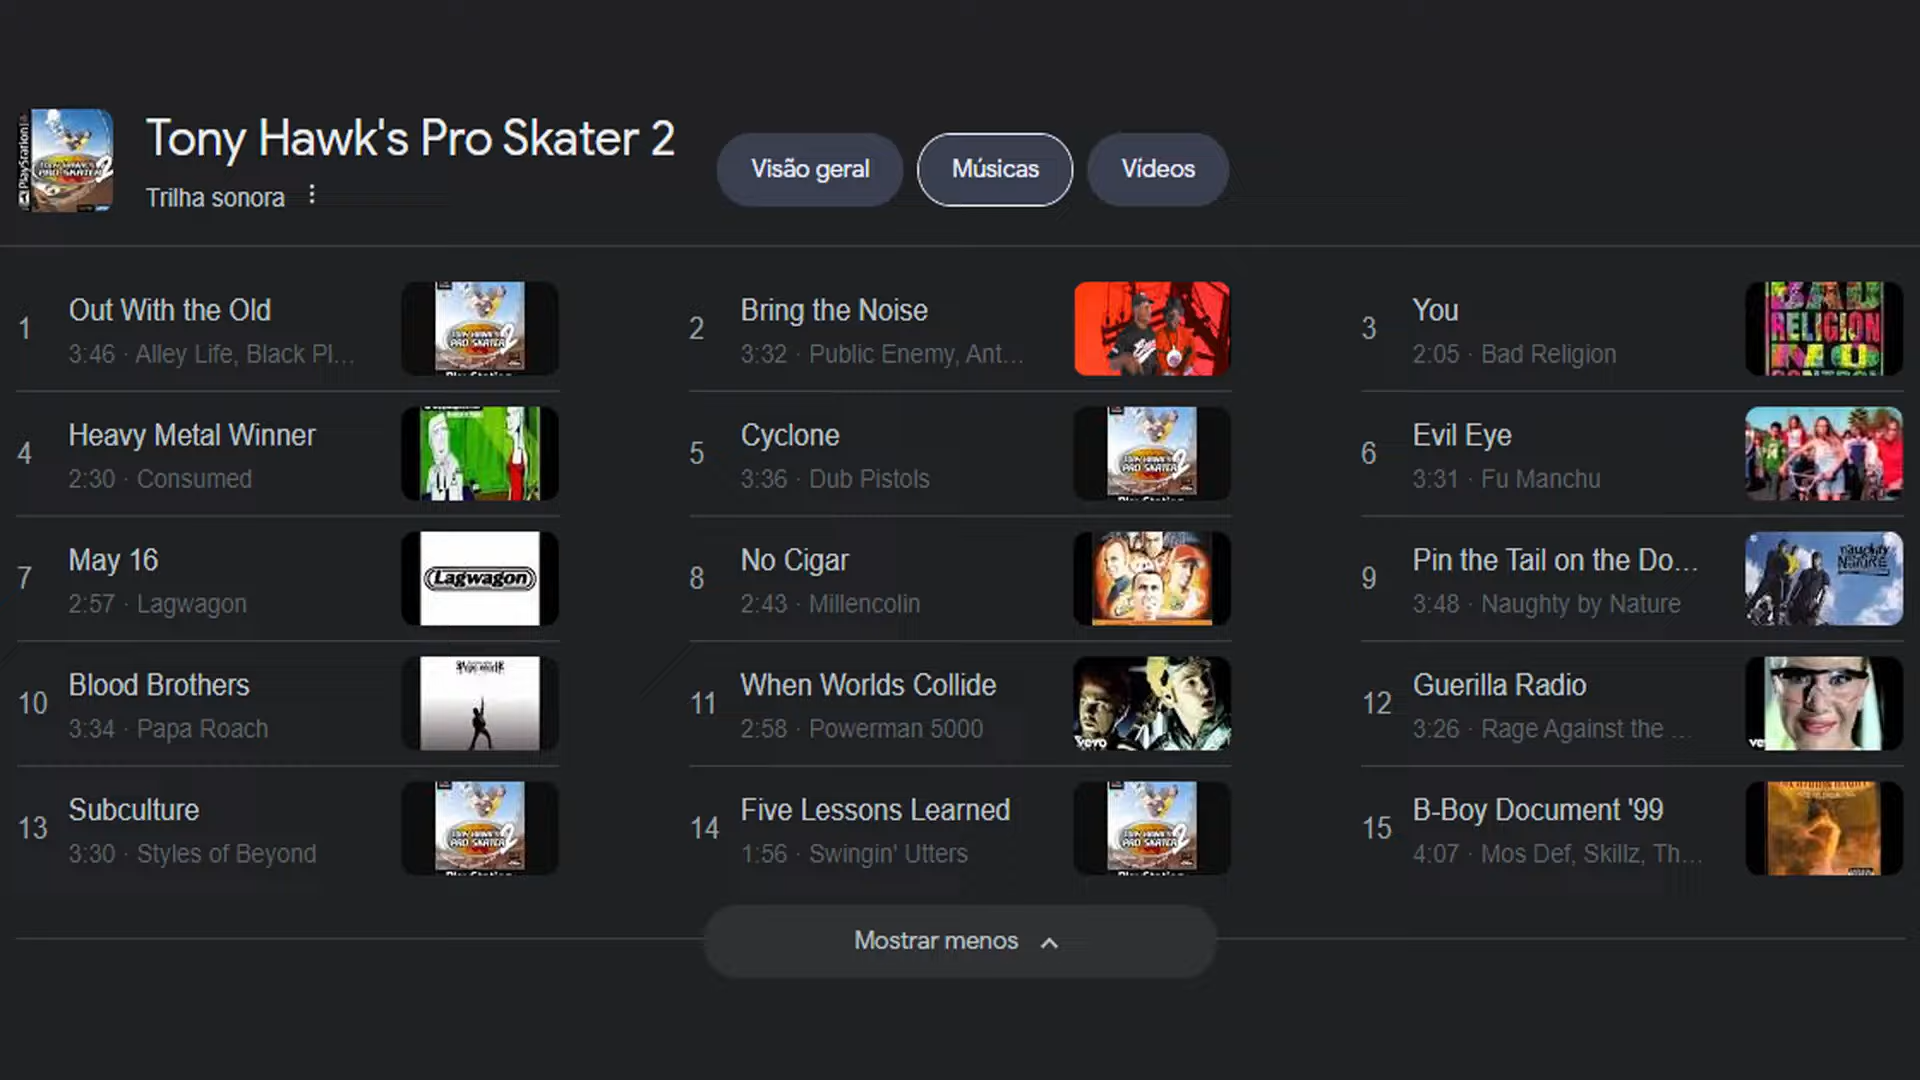 Tony Hawk's Pro Skater 2
Trilha sonora
Visão geral
Músicas
Vídeos
1
Out With the Old
3:46 · Alley Life, Black Pl...
2
Bring the Noise
3:32 · Public Enemy, Ant...
3
You
2:05 · Bad Religion
RELIGION
4
Heavy Metal Winner
2:30 · Consumed
5
Cyclone
3:36 · Dub Pistols
6
Evil Eye
3:31 · Fu Manchu
7
May 16
2:57 · Lagwagon
Lagwagon
8
No Cigar
2:43 · Millencolin
9
Pin the Tail on the Do...
3:48 · Naughty by Nature
naughty
NATURE
10
Blood Brothers
3:34 · Papa Roach
11
When Worlds Collide
2:58 · Powerman 5000
vevo
12
Guerilla Radio
3:26 · Rage Against the ...
13
Subculture
3:30 · Styles of Beyond
14
Five Lessons Learned
1:56 · Swingin' Utters
15
B-Boy Document '99
4:07 · Mos Def, Skillz, Th...
Mostrar menos